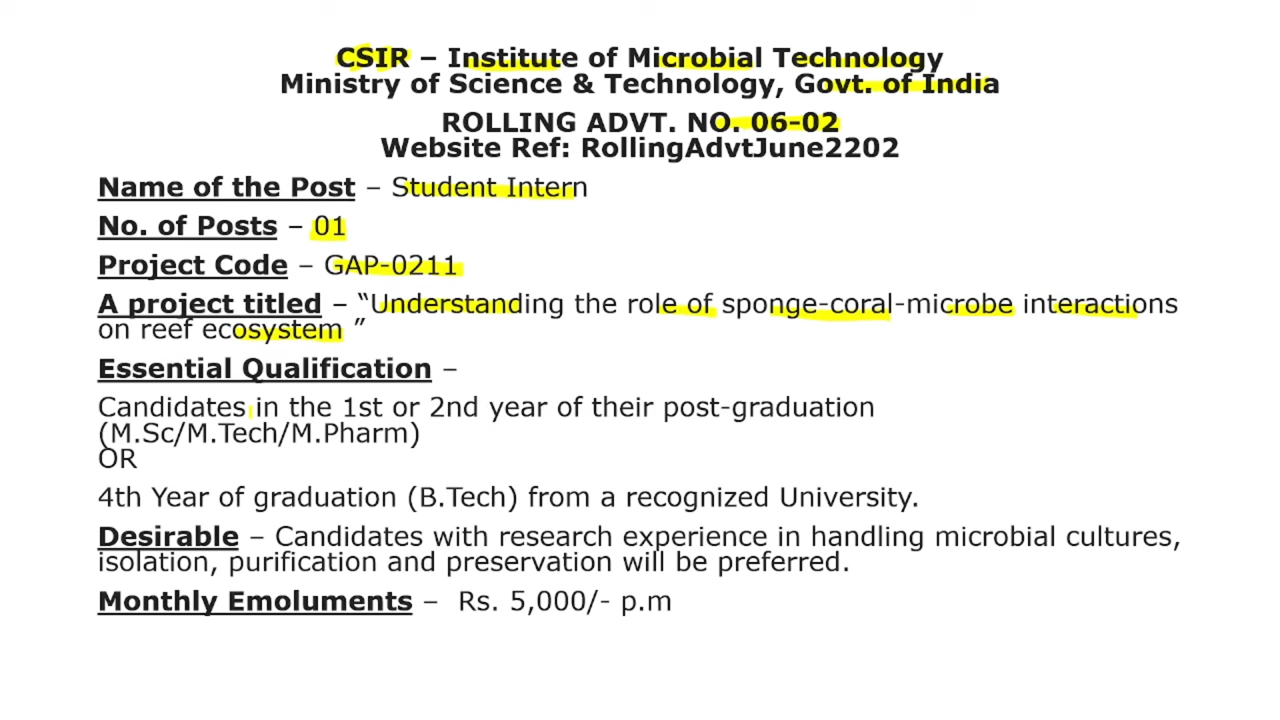 CSIR – Institute of Microbial Technology
Ministry of Science & Technology, Govt. of India
ROLLING ADVT. NO. 06-02
Website Ref: RollingAdvtJune2202
Name of the Post – Student Intern
No. of Posts – 01
Project Code – GAP-0211
A project titled – “Understanding the role of sponge-coral-microbe interactions
on reef ecosystem ”
Essential Qualification –
Candidates in the 1st or 2nd year of their post-graduation
(M.Sc/M.Tech/M.Pharm)
OR
4th Year of graduation (B.Tech) from a recognized University.
Desirable – Candidates with research experience in handling microbial cultures,
isolation, purification and preservation will be preferred.
Monthly Emoluments – Rs. 5,000/- p.m